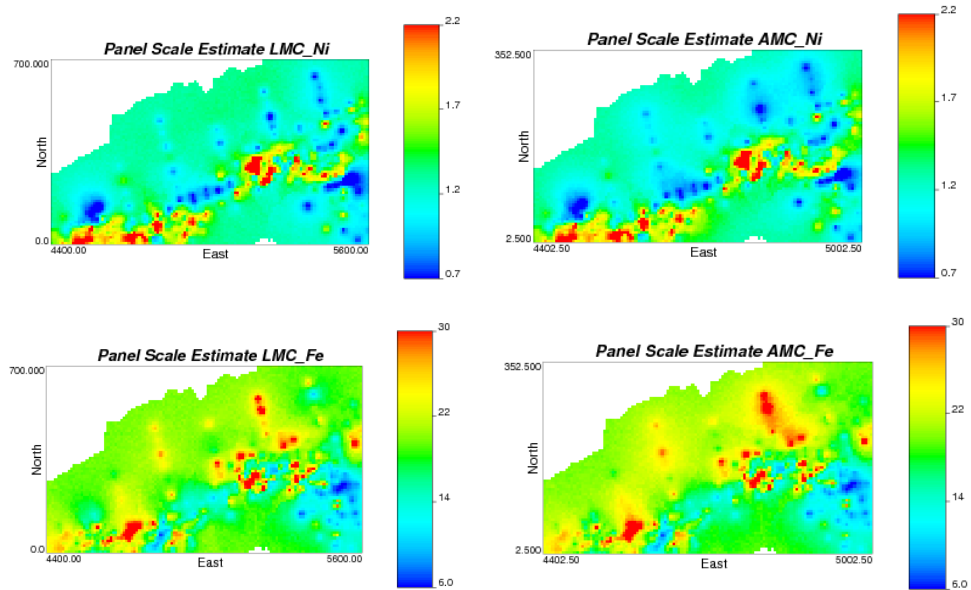 Panel Scale Estimate LMC_Ni
700.000
North
0.0
4400.00
East
5600.00
2.2
1.7
1.2
0.7
Panel Scale Estimate AMC_Ni
352.500
North
2.500
4402.50
East
5002.50
2.2
1.7
1.2
0.7
Panel Scale Estimate LMC_Fe
700.000
North
0.0
4400.00
East
5600.00
30
22
14
6.0
Panel Scale Estimate AMC_Fe
352.500
North
2.500
4402.50
East
5002.50
30
22
14
6.0